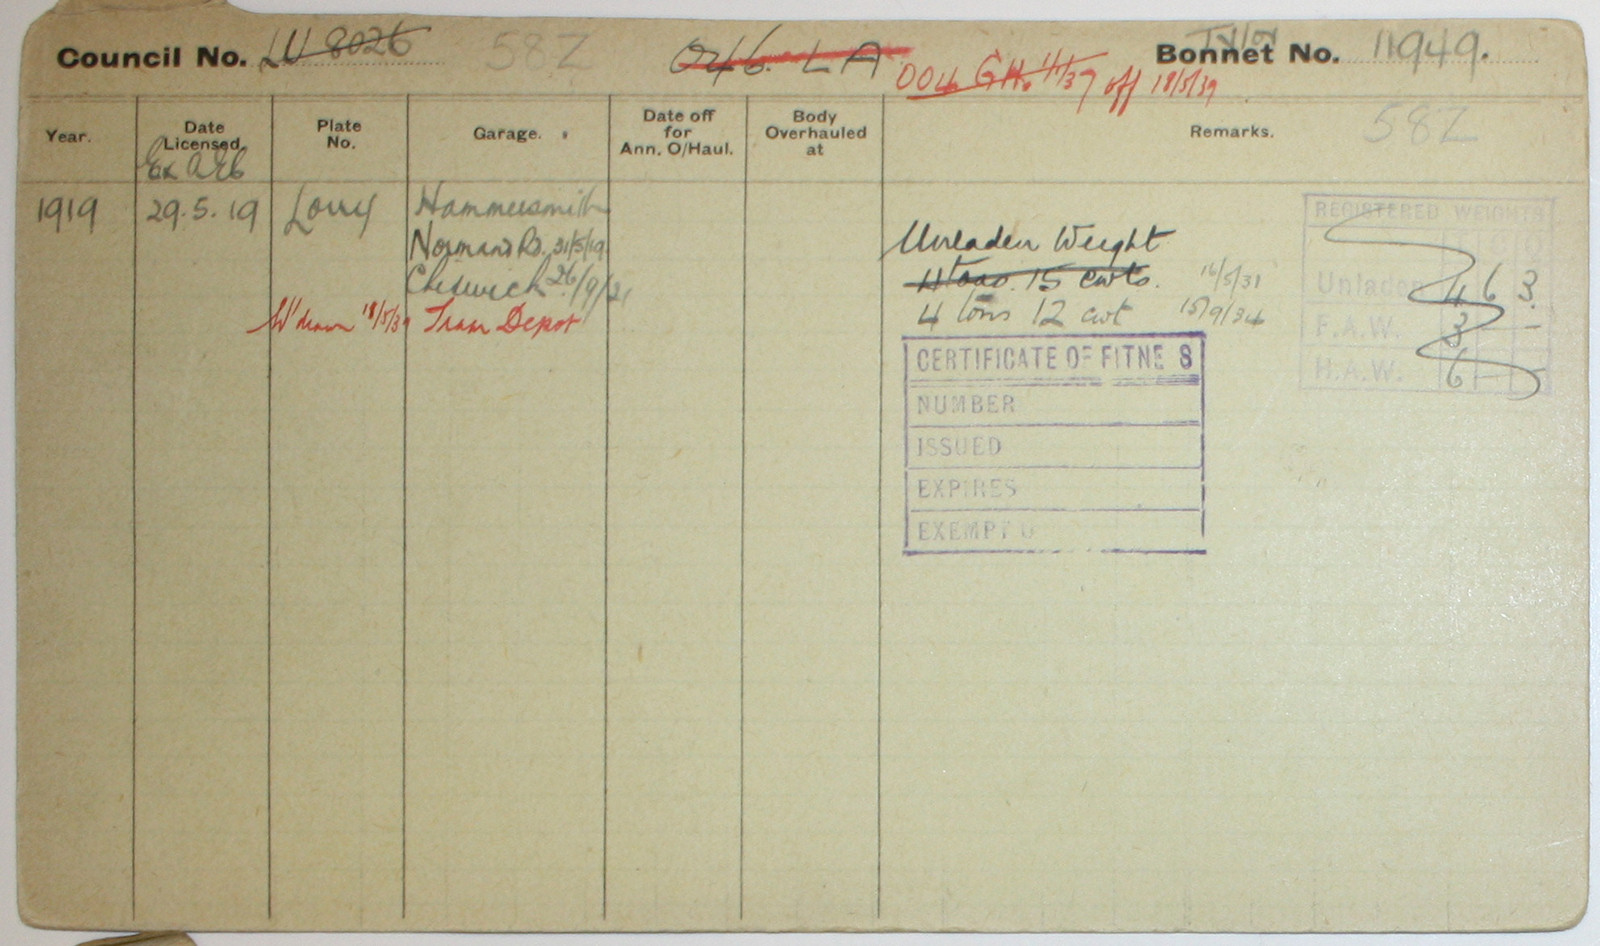 Council No. LU 8026 58Z 046. LA Bonnet No. 11949.
004 GH. 11/37 off 18/5/39
Year. Date Licensed. Plate No. Garage. Date off for Ann. O/Haul. Body Overhauled at Remarks. 58Z
Ex AEC
1919 29.5.19 Lorry Hammersmith
Normans Rd. 31/5/19
Chiswick 26/9/21
W'drawn 18/5/39 Tram Depot
Unladen Weight
4 tons. 15 cwts. 16/5/31
4 tons 12 cwt 15/9/34
REGISTERED WEIGHTS
T C Q
Unladen 4 6 3
F.A.W. 3 - -
H.A.W. 6 -
CERTIFICATE OF FITNE S
NUMBER
ISSUED
EXPIRES
EXEMPT